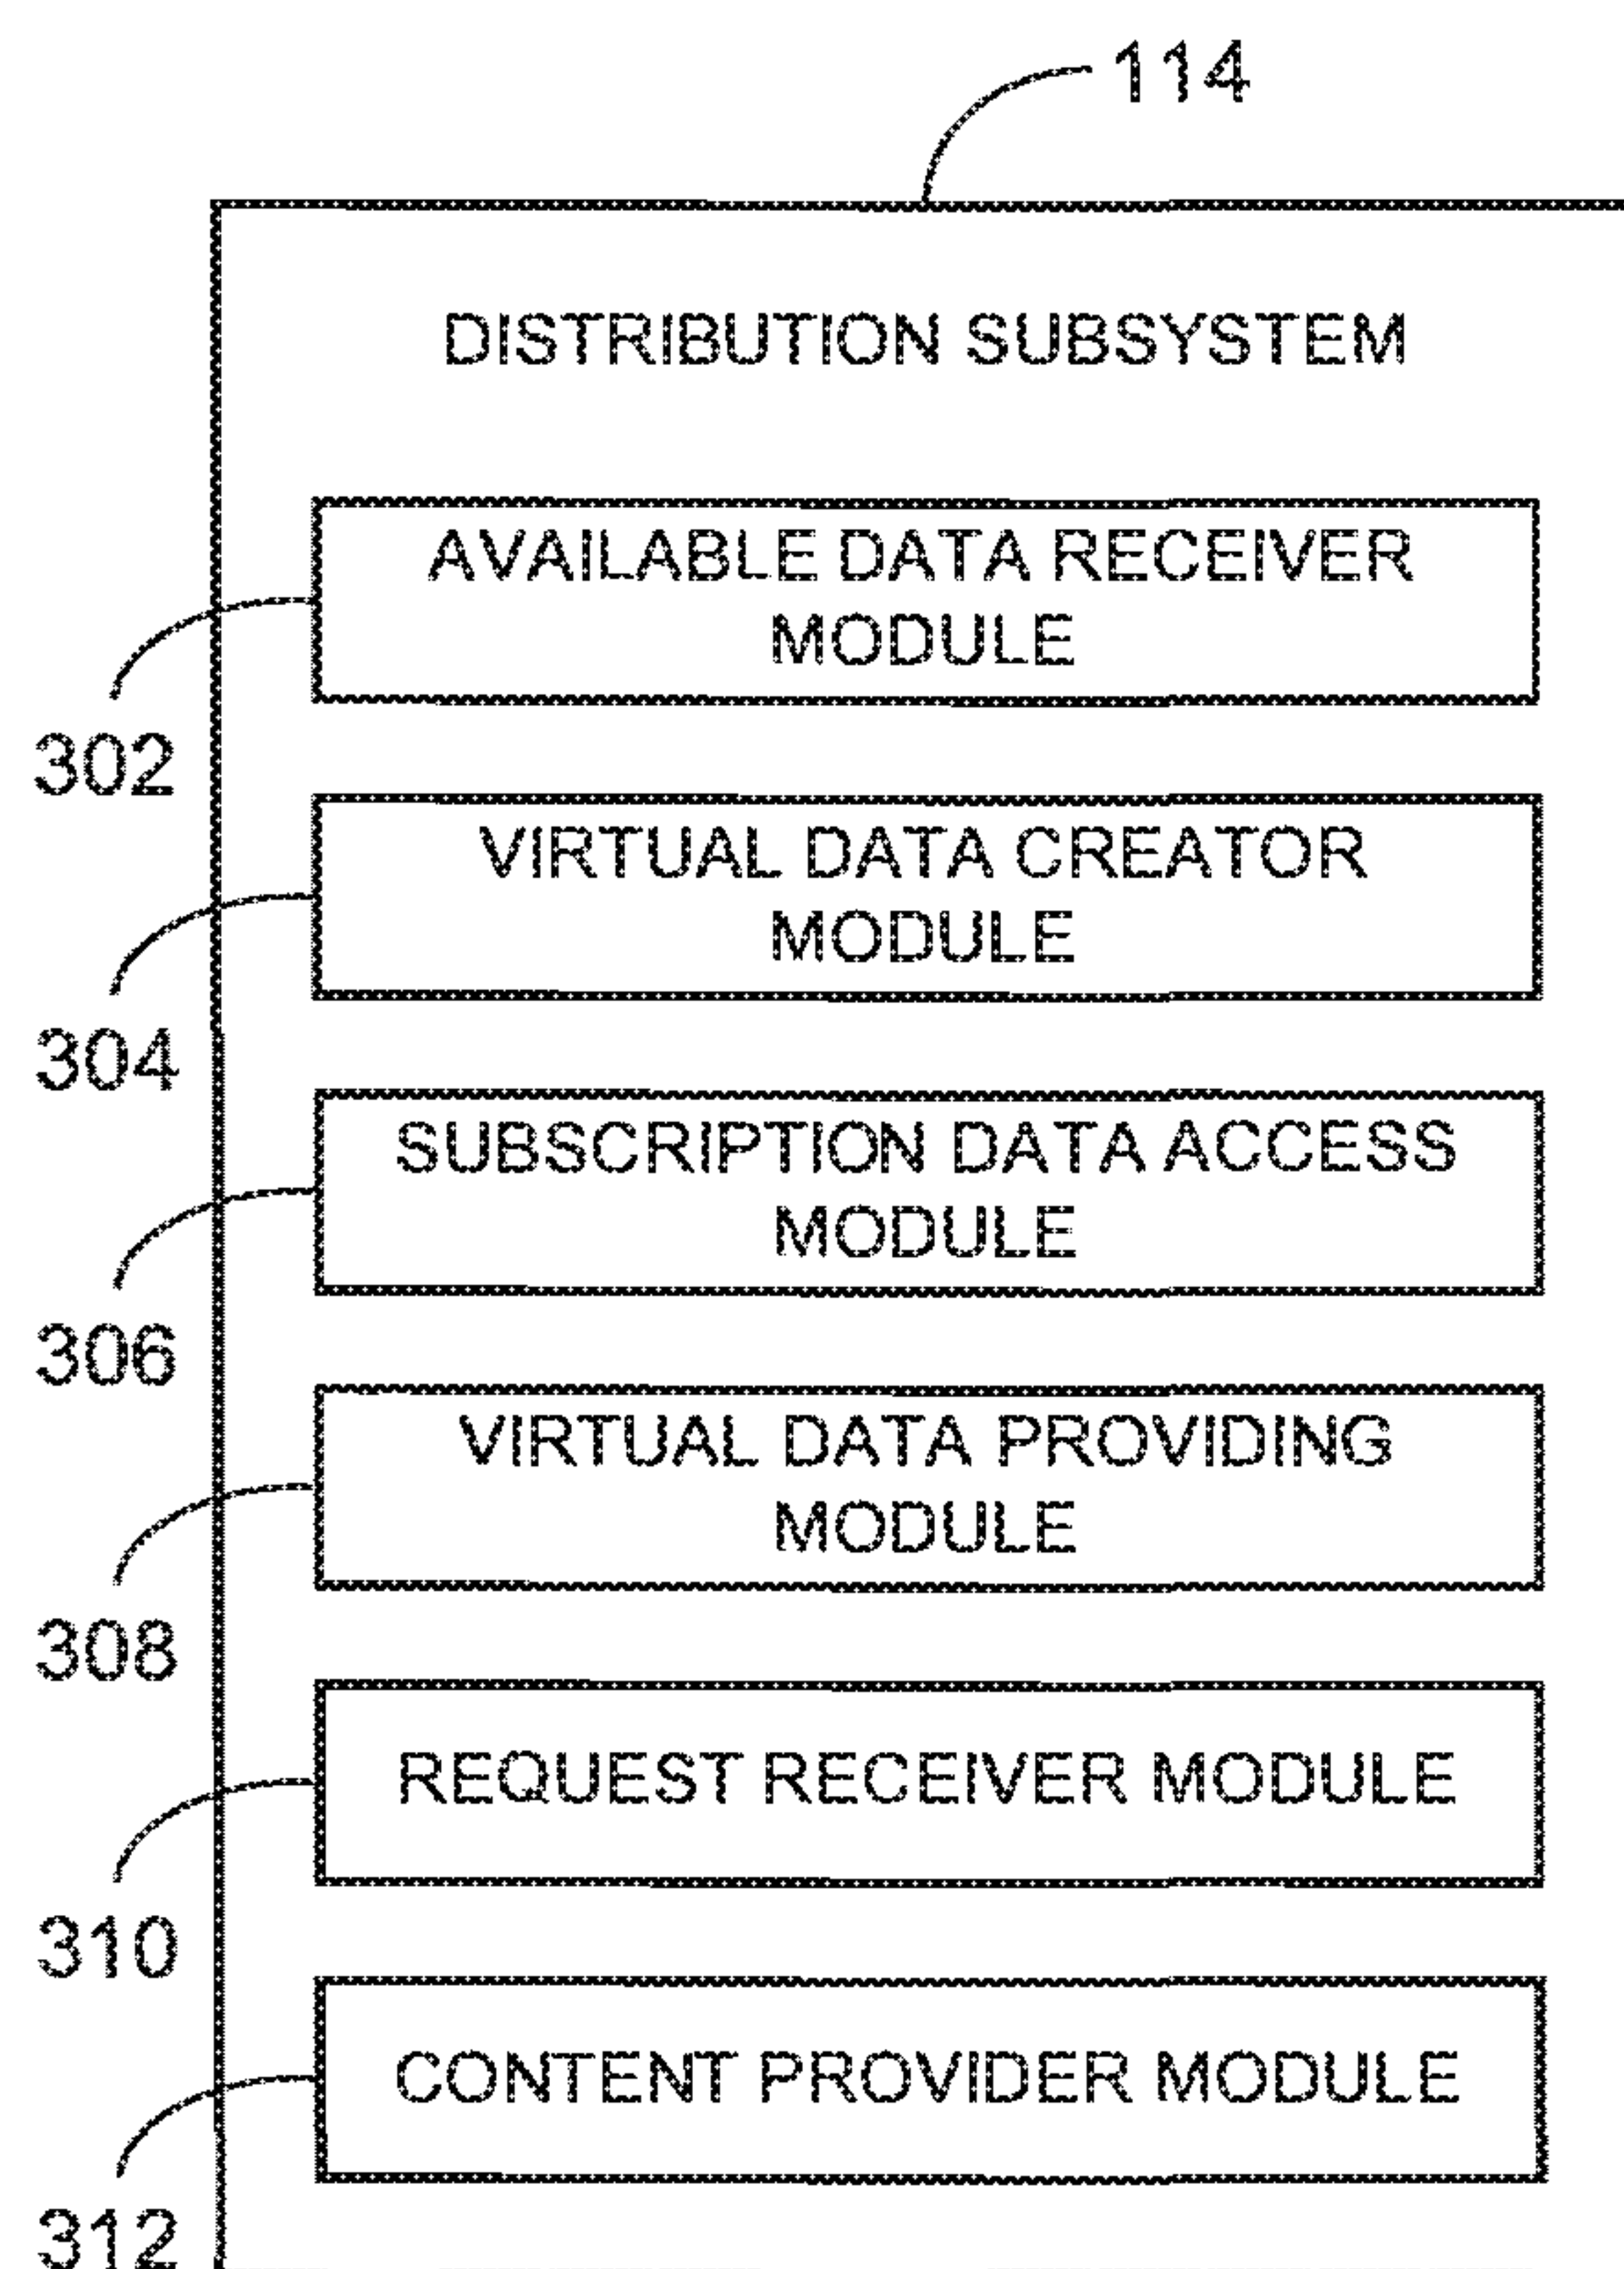 114
DISTRIBUTION SUBSYSTEM
AVAILABLE DATA RECEIVER
MODULE
302
VIRTUAL DATA CREATOR
MODULE
304
SUBSCRIPTION DATA ACCESS
MODULE
306
VIRTUAL DATA PROVIDING
MODULE
308
REQUEST RECEIVER MODULE
310
CONTENT PROVIDER MODULE
312